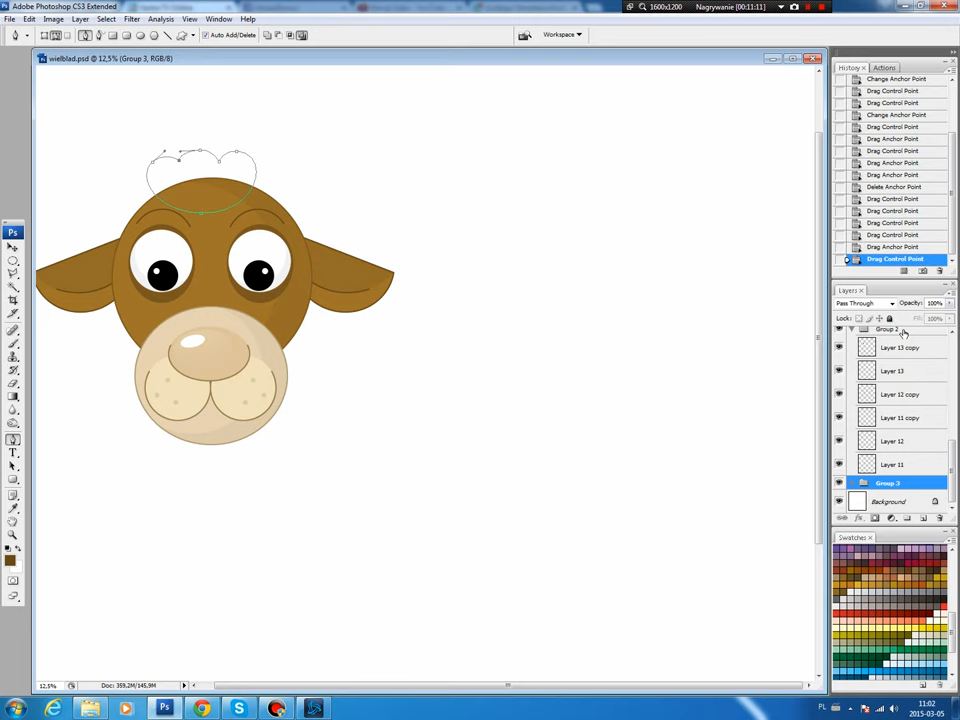 Adobe Photoshop CS3 Extended
1600x1200
Nagrywanie [00:11:11]
File Edit Image Layer Select Filter Analysis View Window Help
Auto Add/Delete
Workspace
wielblad.psd @ 12,5% (Group 3, RGB/8)
History Actions
Change Anchor Point
Drag Control Point
Drag Control Point
Change Anchor Point
Drag Control Point
Drag Anchor Point
Drag Control Point
Drag Anchor Point
Drag Anchor Point
Delete Anchor Point
Drag Control Point
Drag Control Point
Drag Control Point
Drag Control Point
Drag Anchor Point
Drag Control Point
Layers
Pass Through Opacity: 100%
Lock: Fill: 100%
Group 2
Layer 13 copy
Layer 13
Layer 12 copy
Layer 11 copy
Layer 12
Layer 11
Group 3
Background
Swatches
Ps
T
12,5% Doc: 359,2M/145,9M
Ps
PL
11:02
2015-03-05